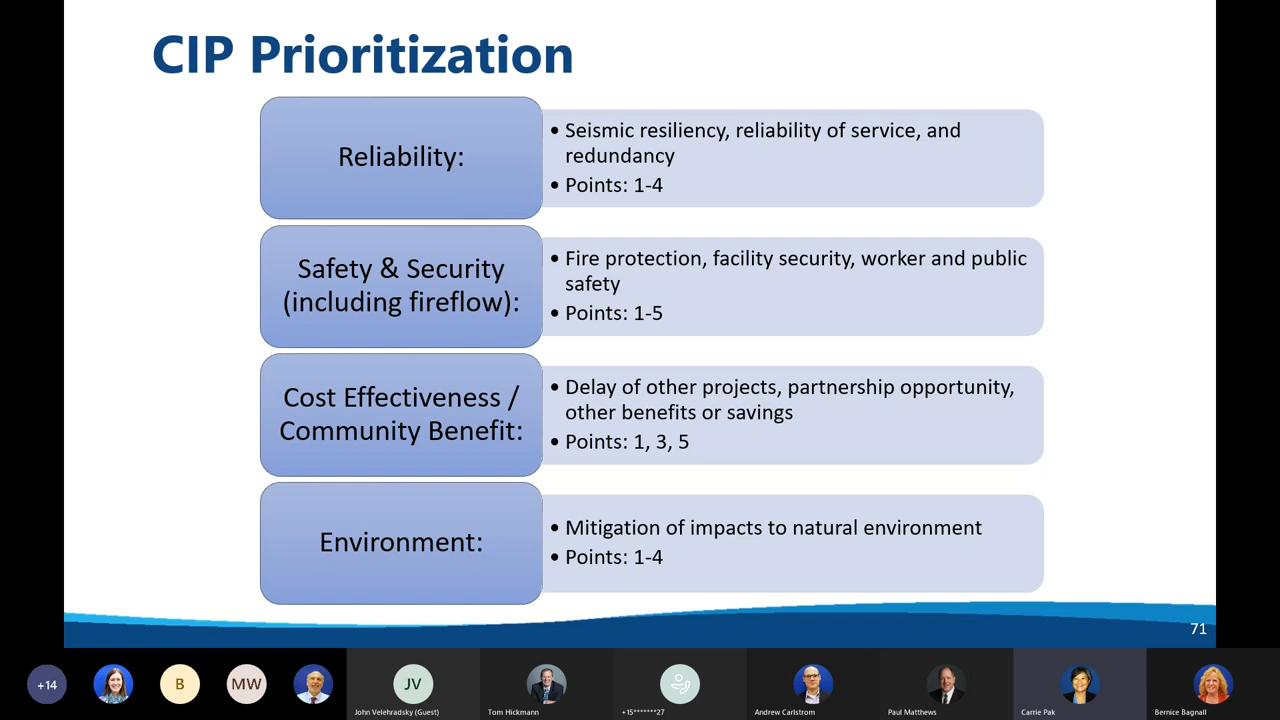 CIP Prioritization
Reliability:
• Seismic resiliency, reliability of service, and
redundancy
• Points: 1-4
Safety & Security
(including fireflow):
• Fire protection, facility security, worker and public
safety
• Points: 1-5
Cost Effectiveness /
Community Benefit:
• Delay of other projects, partnership opportunity,
other benefits or savings
• Points: 1, 3, 5
Environment:
• Mitigation of impacts to natural environment
• Points: 1-4
71
+14
B
MW
JV
John Velehradsky (Guest)
Tom Hickmann
+15*******27
Andrew Carlstrom
Paul Matthews
Carrie Pak
Bernice Bagnall